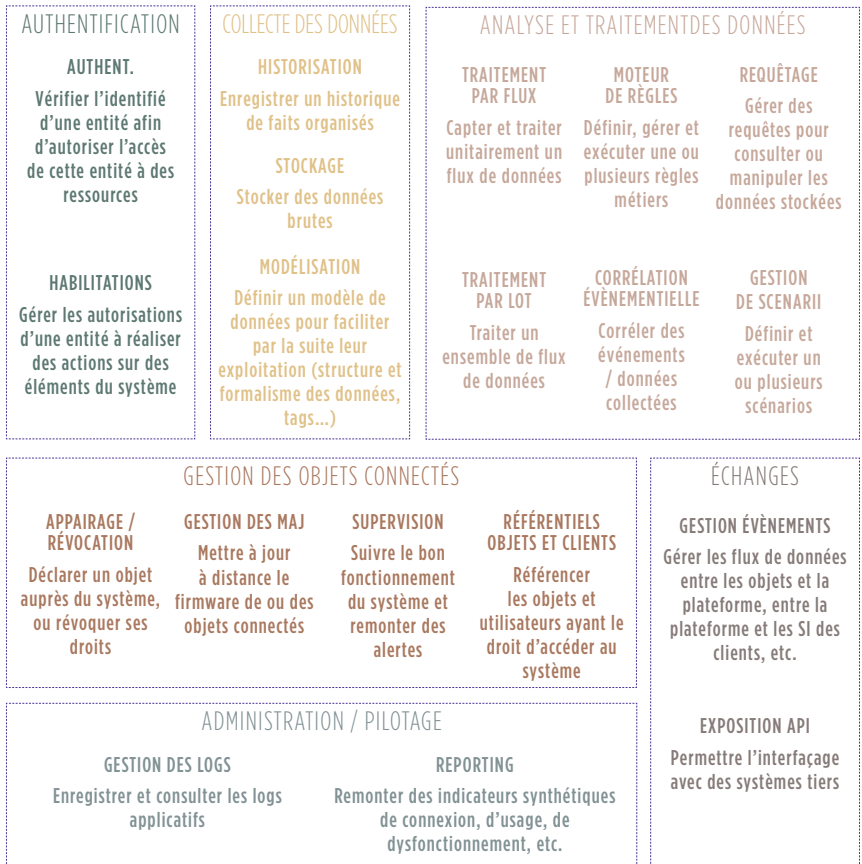 AUTHENTIFICATION
AUTHENT.
Vérifier l'identifié
d'une entité afin
d'autoriser l'accès
de cette entité à des
ressources
HABILITATIONS
Gérer les autorisations
d'une entité à réaliser
des actions sur des
éléments du système
COLLECTE DES DONNÉES
HISTORISATION
Enregistrer un historique
de faits organisés
STOCKAGE
Stocker des données
brutes
MODÉLISATION
Définir un modèle de
données pour faciliter
par la suite leur
exploitation (structure et
formalisme des données,
tags...)
ANALYSE ET TRAITEMENTDES DONNÉES
TRAITEMENT
PAR FLUX
Capter et traiter
unitairement un
flux de données
MOTEUR
DE RÈGLES
Définir, gérer et
exécuter une ou
plusieurs règles
métiers
REQUÊTAGE
Gérer des
requêtes pour
consulter ou
manipuler les
données stockées
TRAITEMENT
PAR LOT
Traiter un
ensemble de flux
de données
CORRÉLATION
ÉVÈNEMENTIELLE
Corréler des
événements
/ données
collectées
GESTION
DE SCENARII
Définir et
exécuter un
ou plusieurs
scénarios
GESTION DES OBJETS CONNECTÉS
APPAIRAGE /
RÉVOCATION
Déclarer un objet
auprès du système,
ou révoquer ses
droits
GESTION DES MAJ
Mettre à jour
à distance le
firmware de ou des
objets connectés
SUPERVISION
Suivre le bon
fonctionnement
du système et
remonter des
alertes
RÉFÉRENTIELS
OBJETS ET CLIENTS
Référencer
les objets et
utilisateurs ayant le
droit d'accéder au
système
ÉCHANGES
GESTION ÉVÈNEMENTS
Gérer les flux de données
entre les objets et la
plateforme, entre la
plateforme et les SI des
clients, etc.
EXPOSITION API
Permettre l'interfaçage
avec des systèmes tiers
ADMINISTRATION / PILOTAGE
GESTION DES LOGS
Enregistrer et consulter les logs
applicatifs
REPORTING
Remonter des indicateurs synthétiques
de connexion, d'usage, de
dysfonctionnement, etc.